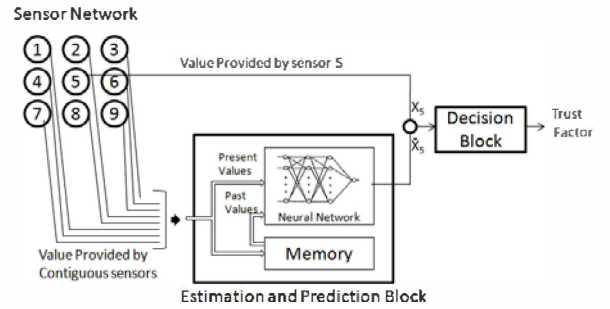 Sensor Network
1 2 3
4 5 6
7 8 9
Value Provided by sensor 5
X5
X̂5
Decision
Block
Trust
Factor
Present
Values
Past
Values
Neural Network
Memory
Value Provided by
Contiguous sensors
Estimation and Prediction Block